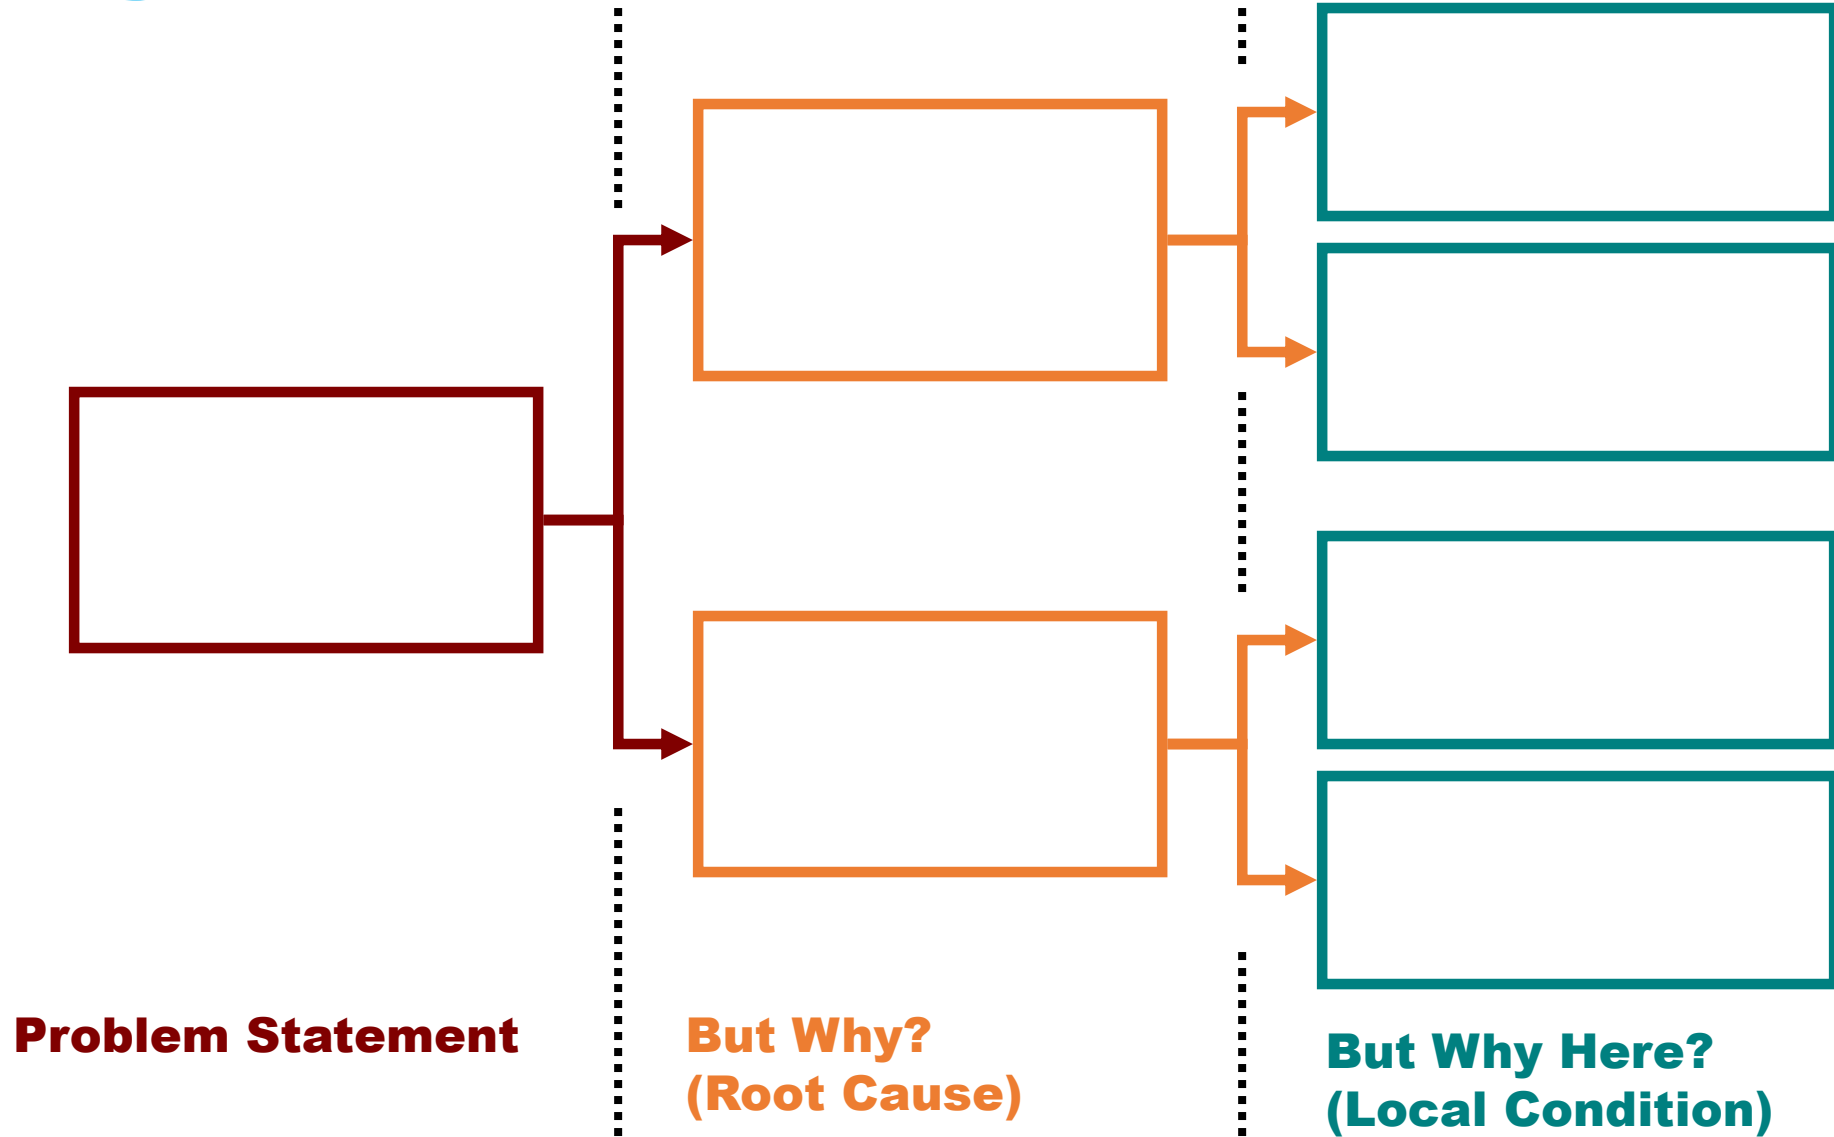 Problem Statement
But Why?
(Root Cause)
But Why Here?
(Local Condition)